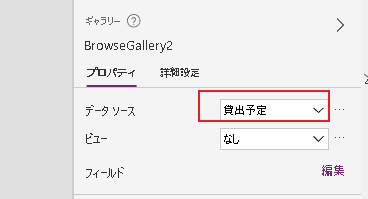 ギャラリー ?
BrowseGallery2
プロパティ 詳細設定
データ ソース 貸出予定 ...
ビュー なし ...
フィールド 編集